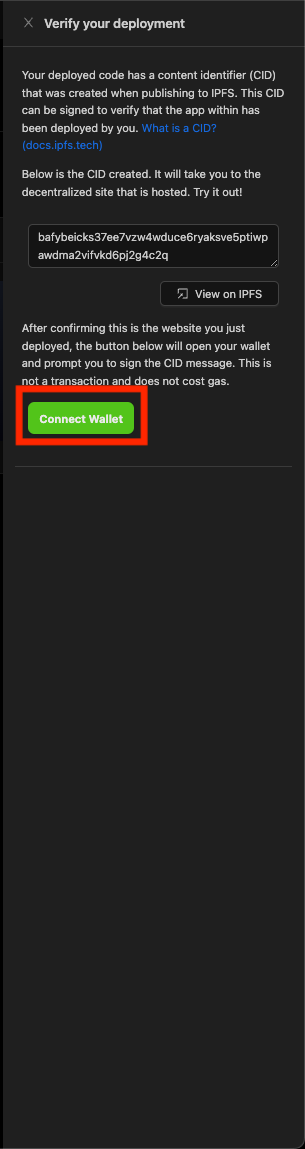 Verify your deployment
Your deployed code has a content identifier (CID)
that was created when publishing to IPFS. This CID
can be signed to verify that the app within has
been deployed by you. What is a CID?
(docs.ipfs.tech)
Below is the CID created. It will take you to the
decentralized site that is hosted. Try it out!
bafybeicks37ee7vzw4wduce6ryaksve5ptiwp
awdma2vifvkd6pj2g4c2q
View on IPFS
After confirming this is the website you just
deployed, the button below will open your wallet
and prompt you to sign the CID message. This is
not a transaction and does not cost gas.
Connect Wallet